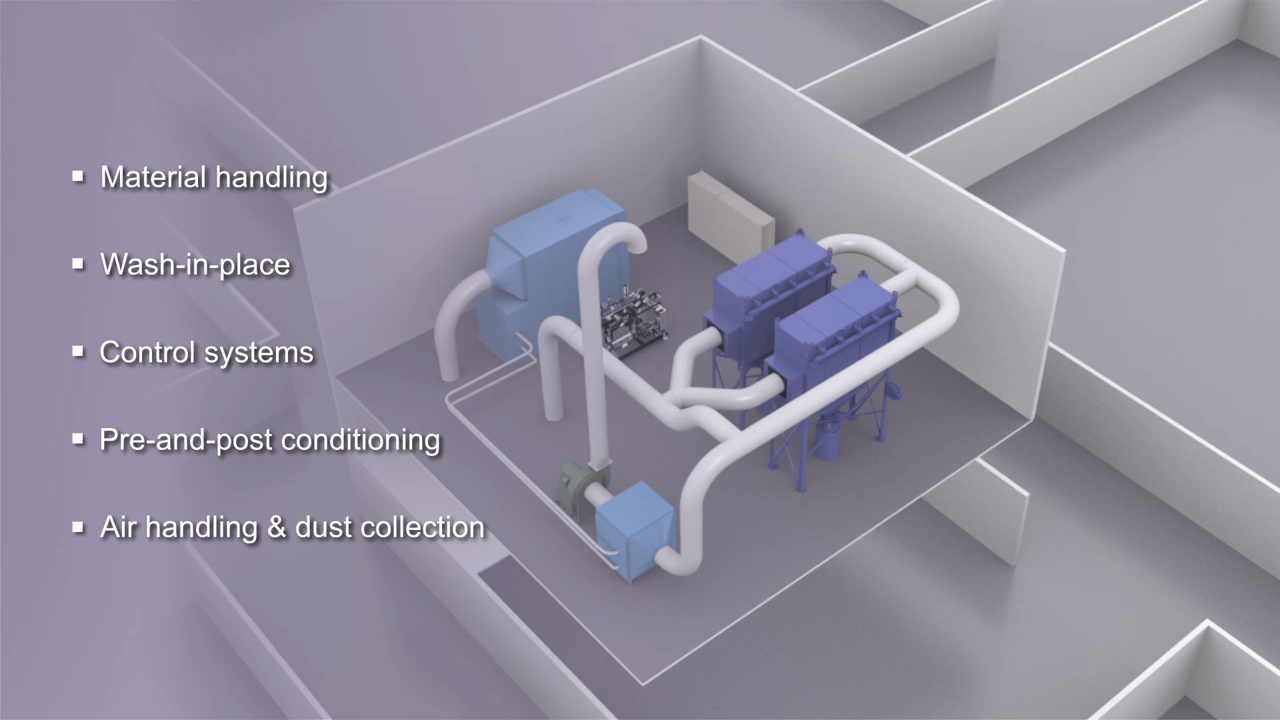 ▪ Material handling
▪ Wash-in-place
▪ Control systems
▪ Pre-and-post conditioning
▪ Air handling & dust collection